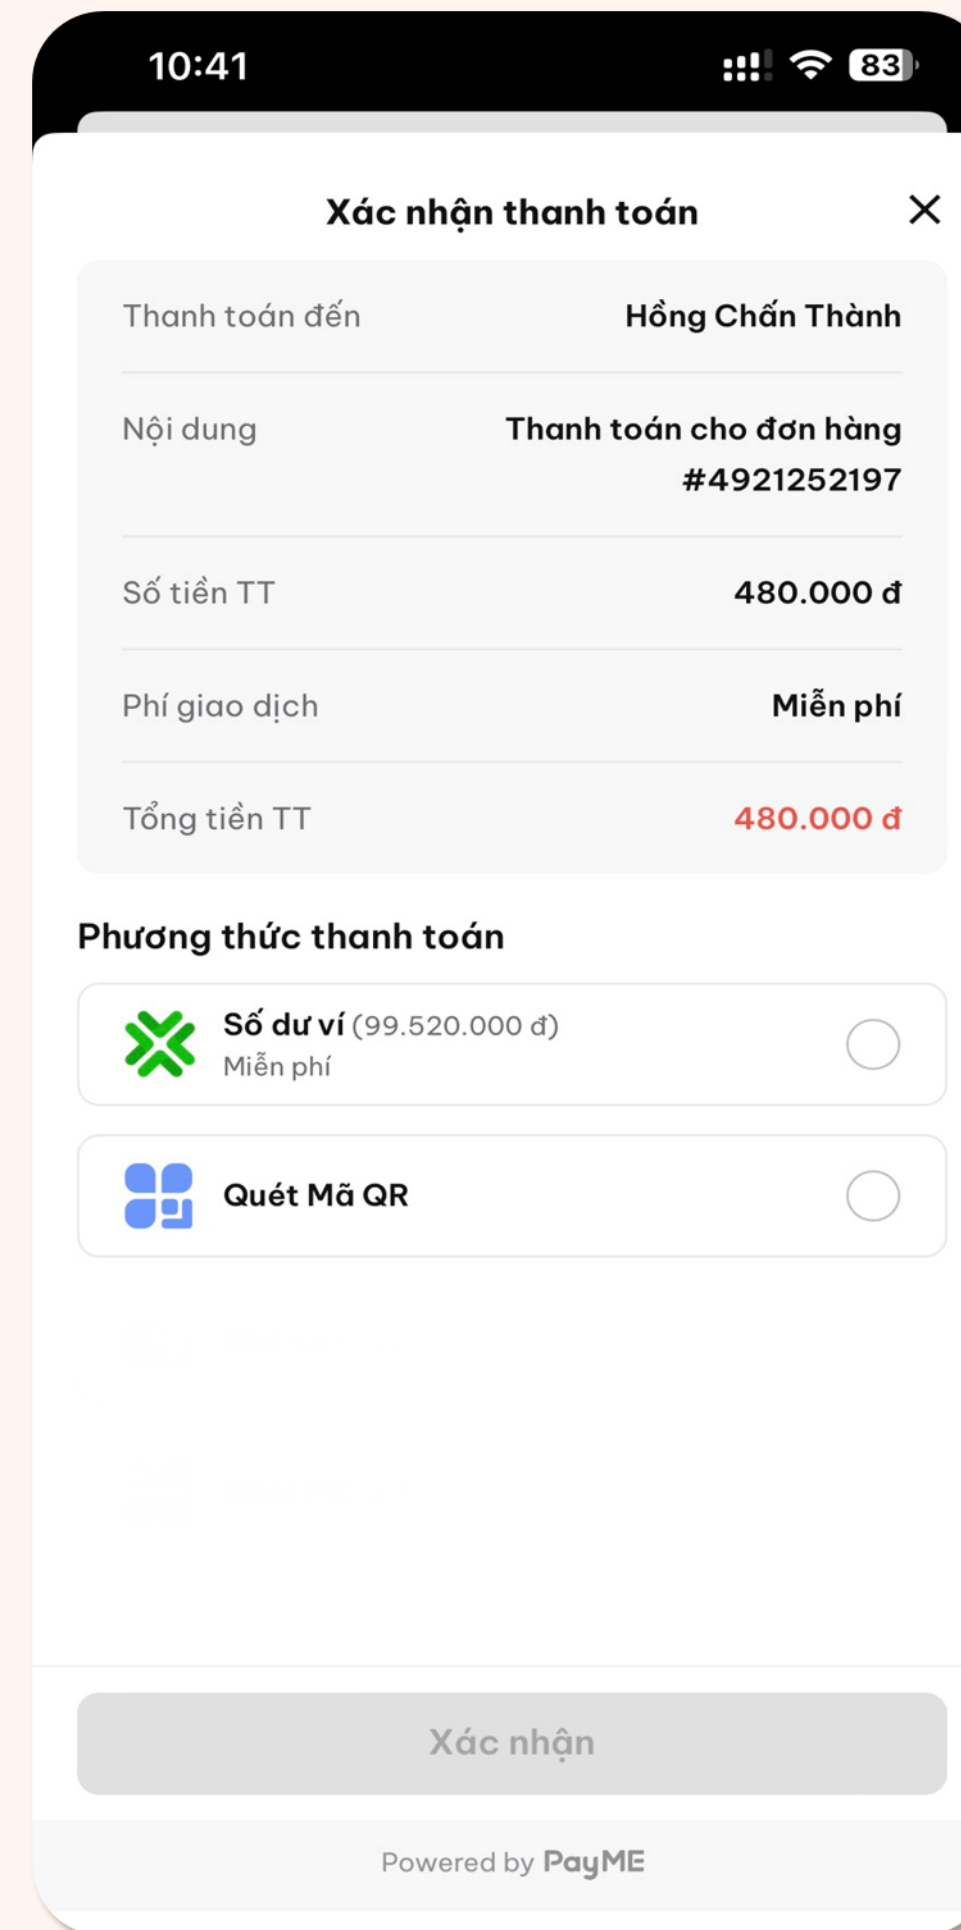 10:41
83
Xác nhận thanh toán
Thanh toán đến
Hồng Chấn Thành
Nội dung
Thanh toán cho đơn hàng
#4921252197
Số tiền TT
480.000 đ
Phí giao dịch
Miễn phí
Tổng tiền TT
480.000 đ
Phương thức thanh toán
Số dư ví (99.520.000 đ)
Miễn phí
Quét Mã QR
Xác nhận
Powered by PayME